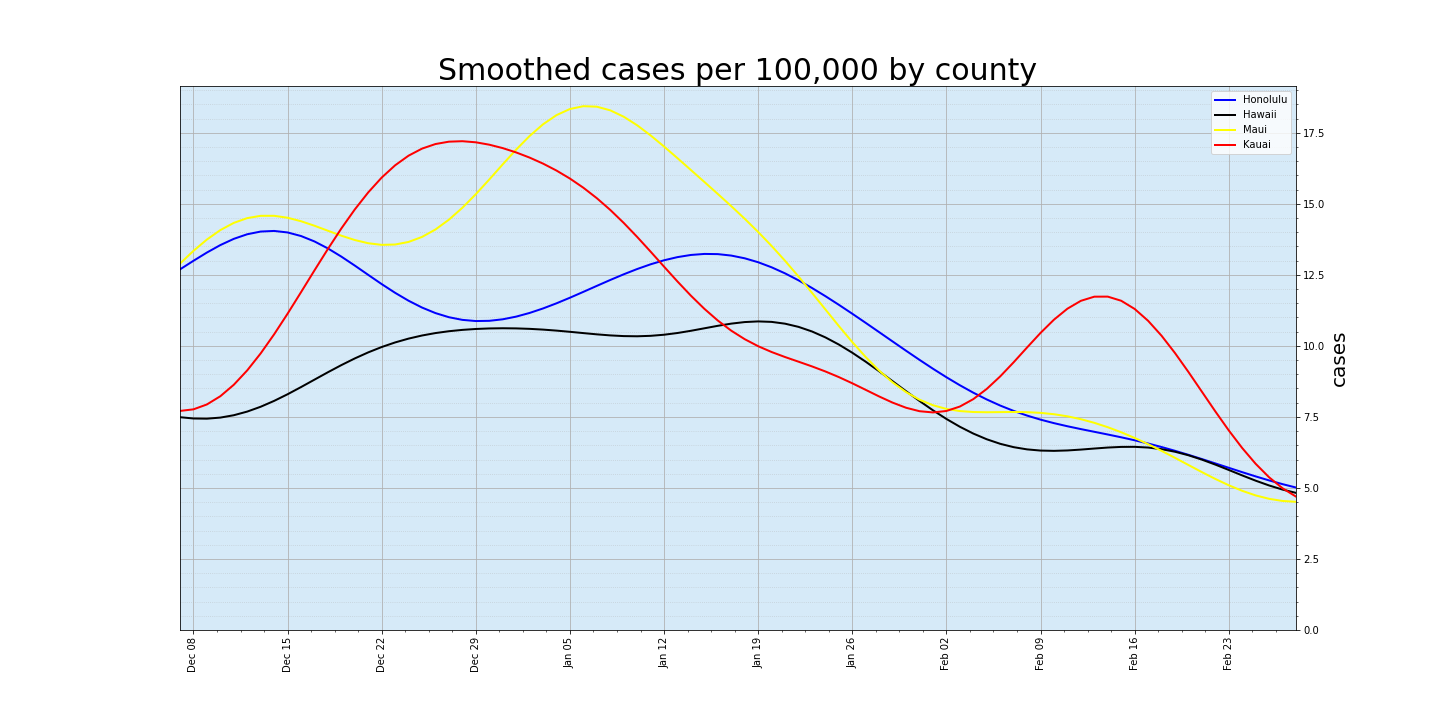 Smoothed cases per 100,000 by county
Honolulu
Hawaii
Maui
Kauai
17.5
15.0
12.5
10.0
7.5
5.0
2.5
0.0
cases
Dec 08
Dec 15
Dec 22
Dec 29
Jan 05
Jan 12
Jan 19
Jan 26
Feb 02
Feb 09
Feb 16
Feb 23